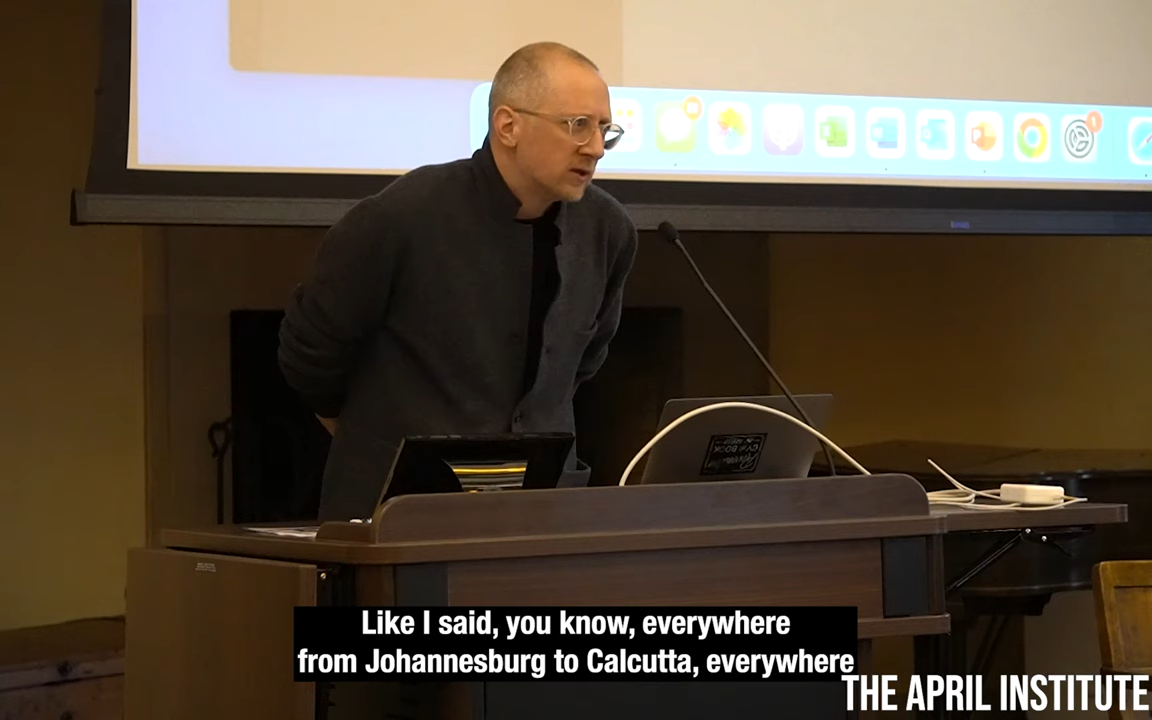 Like I said, you know, everywhere
from Johannesburg to Calcutta, everywhere
THE APRIL INSTITUTE